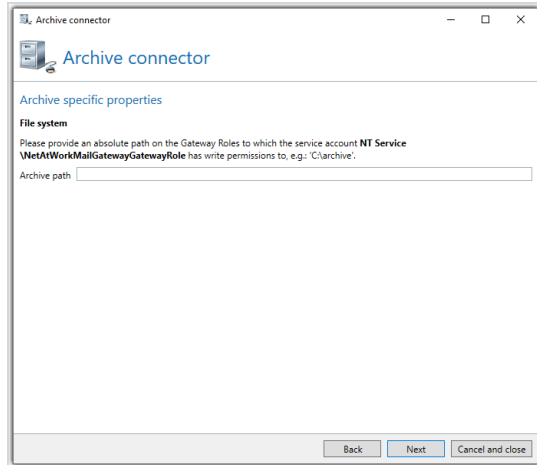 Archive connector
Archive connector
Archive specific properties
File system
Please provide an absolute path on the Gateway Roles to which the service account NT Service
\NetAtWorkMailGatewayGatewayRole has write permissions to, e.g.: 'C:\archive'.
Archive path
Back Next Cancel and close